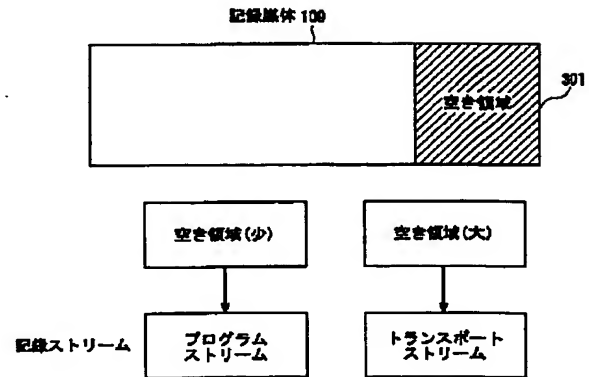 記録媒体 109
301
空き領域
空き領域(少)
空き領域(大)
記録ストリーム
プログラム
ストリーム
トランスポート
ストリーム